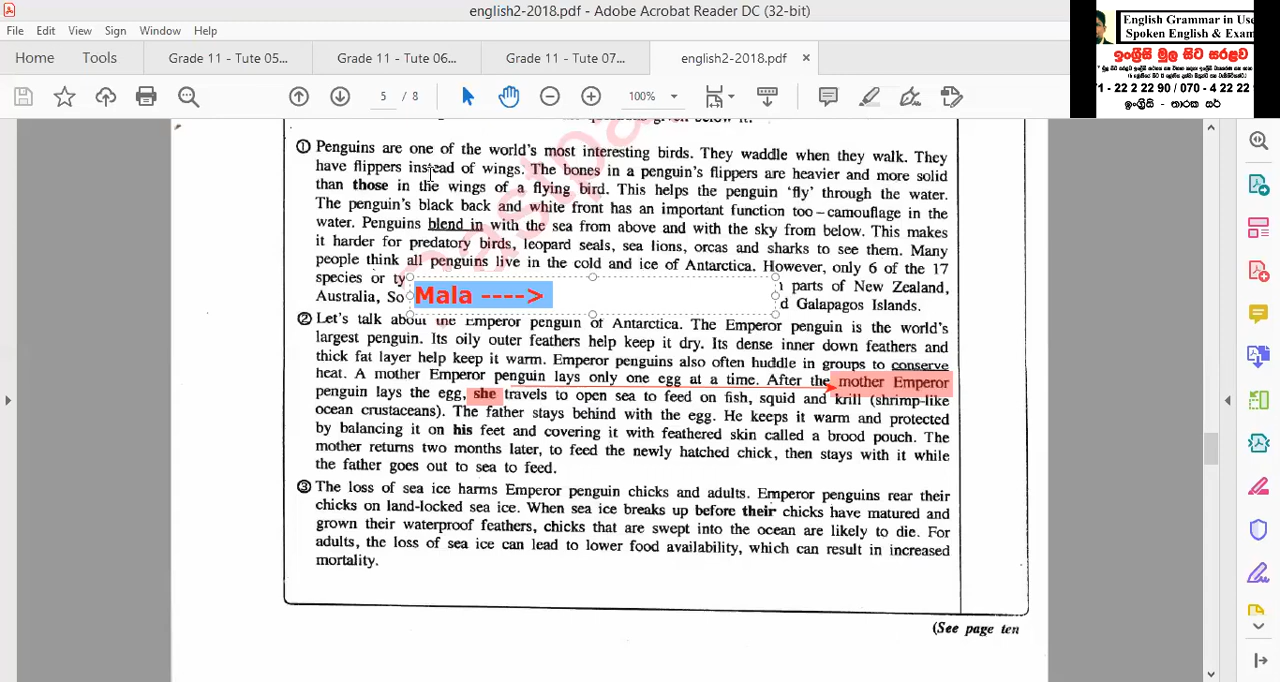 english2-2018.pdf - Adobe Acrobat Reader DC (32-bit)
File Edit View Sign Window Help
Home Tools Grade 11 - Tute 05... Grade 11 - Tute 06... Grade 11 - Tute 07... english2-2018.pdf ×
5 / 8 100%
English Grammar in Use
Spoken English & Exam
ඉංග්‍රීසි මුල සිට සරළව
71 - 22 2 22 90 / 070 - 4 22 22
ඉංග්‍රීසි - තාරක සර්
① Penguins are one of the world's most interesting birds. They waddle when they walk. They
have flippers instead of wings. The bones in a penguin's flippers are heavier and more solid
than those in the wings of a flying bird. This helps the penguin 'fly' through the water.
The penguin's black back and white front has an important function too – camouflage in the
water. Penguins blend in with the sea from above and with the sky from below. This makes
it harder for predatory birds, leopard seals, sea lions, orcas and sharks to see them. Many
people think all penguins live in the cold and ice of Antarctica. However, only 6 of the 17
species or ty parts of New Zealand,
Mala ---->
Australia, So d Galapagos Islands.
② Let's talk about the Emperor penguin of Antarctica. The Emperor penguin is the world's
largest penguin. Its oily outer feathers help keep it dry. Its dense inner down feathers and
thick fat layer help keep it warm. Emperor penguins also often huddle in groups to conserve
heat. A mother Emperor penguin lays only one egg at a time. After the mother Emperor
penguin lays the egg, she travels to open sea to feed on fish, squid and krill (shrimp-like
ocean crustaceans). The father stays behind with the egg. He keeps it warm and protected
by balancing it on his feet and covering it with feathered skin called a brood pouch. The
mother returns two months later, to feed the newly hatched chick, then stays with it while
the father goes out to sea to feed.
③ The loss of sea ice harms Emperor penguin chicks and adults. Emperor penguins rear their
chicks on land-locked sea ice. When sea ice breaks up before their chicks have matured and
grown their waterproof feathers, chicks that are swept into the ocean are likely to die. For
adults, the loss of sea ice can lead to lower food availability, which can result in increased
mortality.
(See page ten